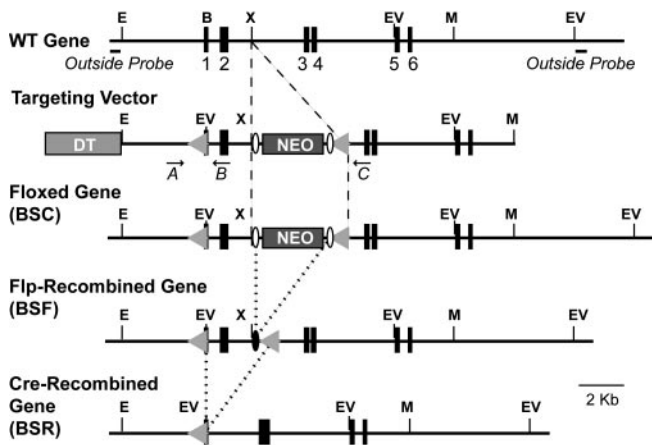 E B X EV M EV
WT Gene
Outside Probe 1 2 3 4 5 6 Outside Probe
Targeting Vector
E EV X EV M
DT NEO
A B C
Floxed Gene
(BSC)
E EV X EV M EV
NEO
Flp-Recombined Gene
(BSF)
E EV X EV M EV
Cre-Recombined
Gene
(BSR)
2 Kb
E EV EV M EV